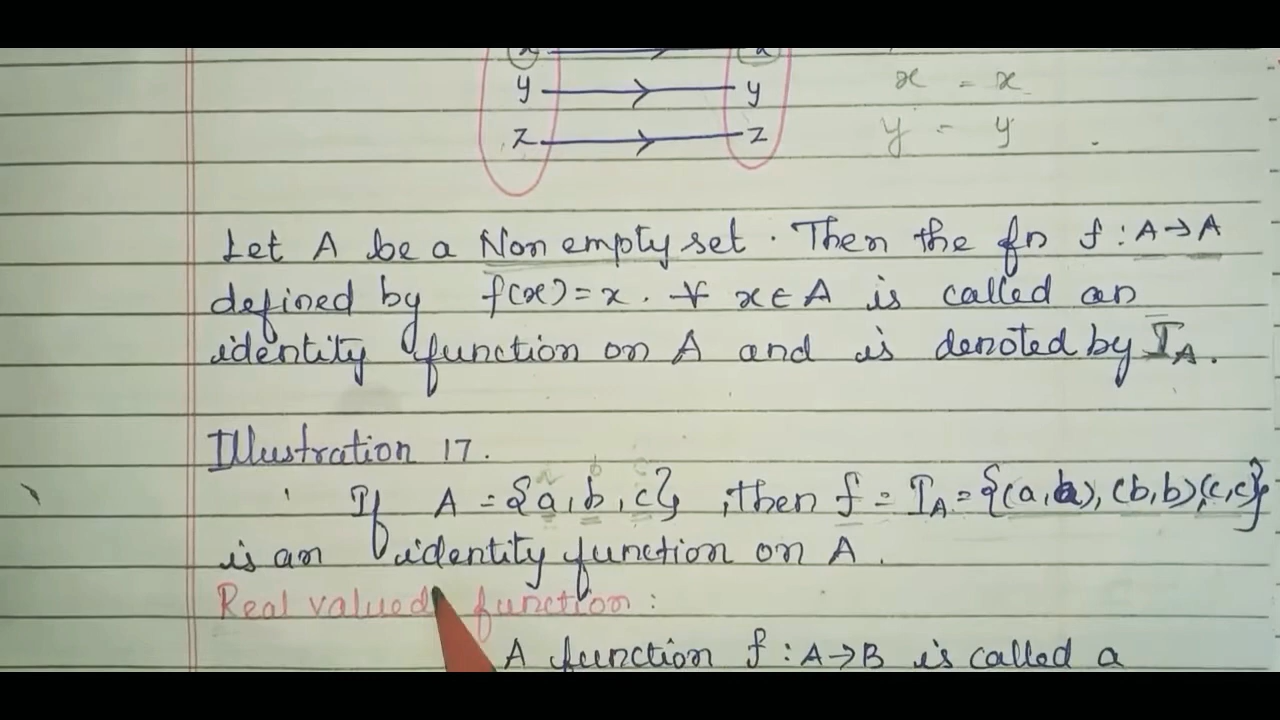 y y x = x
z z y = y
Let A be a Non empty set. Then the fn f : A→A
defined by f(x) = x. ∀ x ∈ A is called an
identity function on A and is denoted by I_A.
Illustration 17.
If A = {a, b, c}, then f = I_A = {(a, a), (b, b) (c, c)}
is an identity function on A.
Real valued function :
A function f : A→B is called a